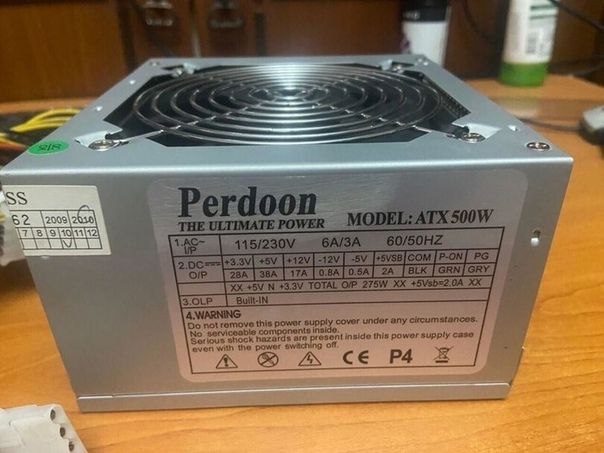 Perdoon
THE ULTIMATE POWER
MODEL: ATX 500W
1.AC~ I/P 115/230V 6A/3A 60/50HZ
2.DC O/P +3.3V +5V +12V -12V -5V +5VSB COM P-ON PG
28A 38A 17A 0.8A 0.5A 2A BLK GRN GRY
XX +5V N +3.3V TOTAL O/P 275W XX +5Vsb=2.0A XX
3.OLP Built-IN
4.WARNING
Do not remove this power supply cover under any circumstances.
No serviceable components inside.
Serious shock hazards are present inside this power supply case
even with the power switching off.
CE P4
SS
62 2009 2010
7 8 9 10 11 12